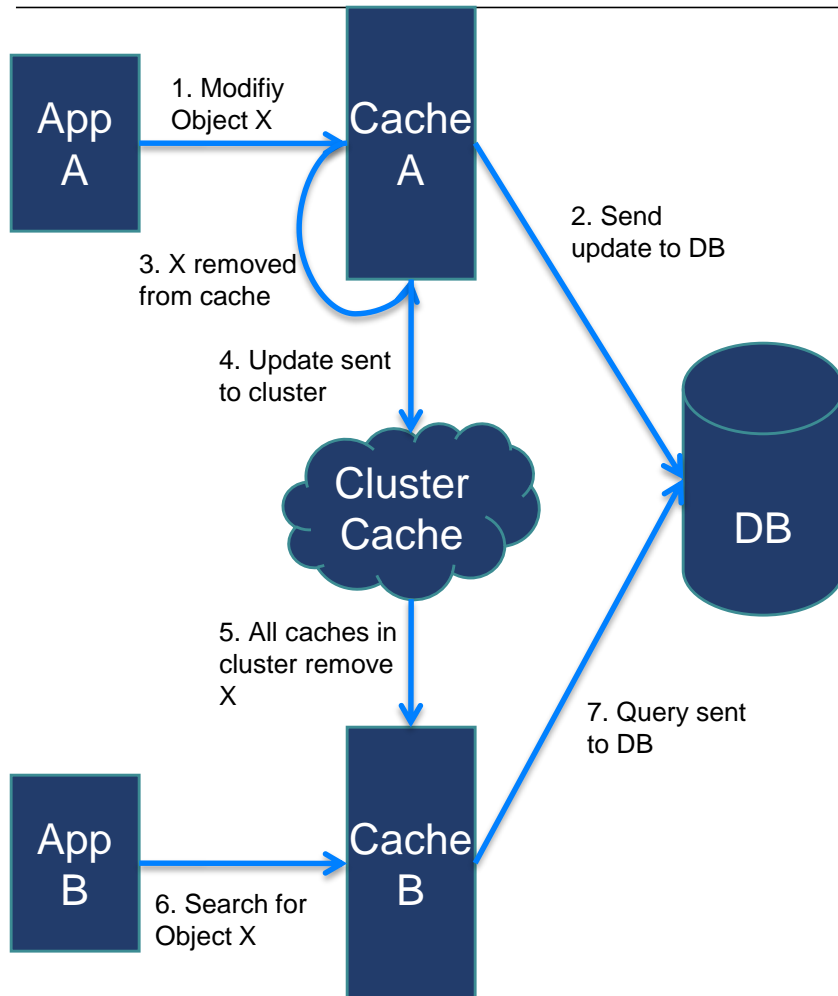 App
A
1. Modifiy
Object X
Cache
A
2. Send
update to DB
3. X removed
from cache
4. Update sent
to cluster
Cluster
Cache
DB
5. All caches in
cluster remove
X
7. Query sent
to DB
App
B
6. Search for
Object X
Cache
B